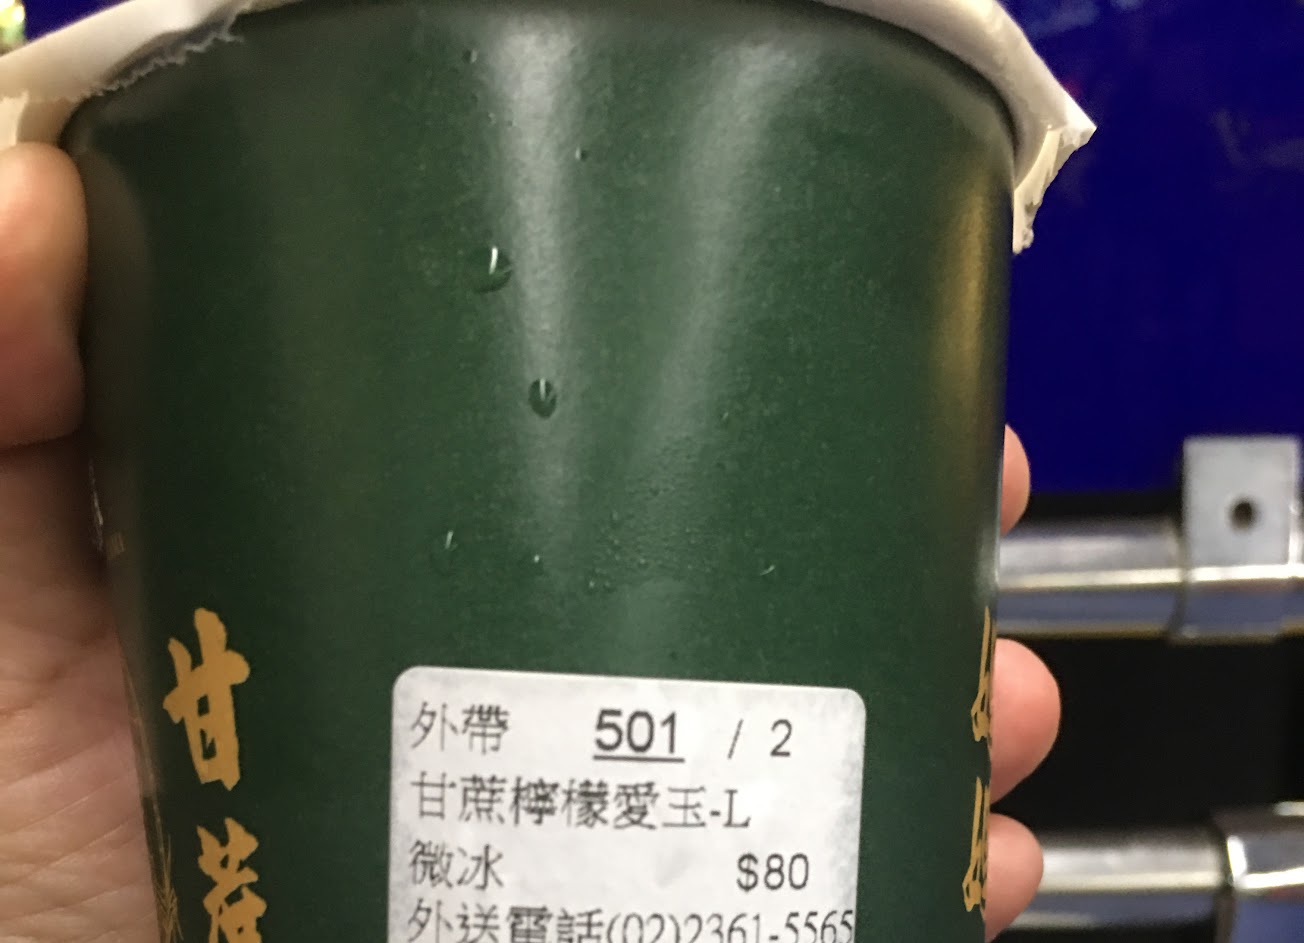 外帶 501 / 2
甘蔗檸檬愛玉-L
微冰 $80
外送電話(02)2361-5565
甘
蔗